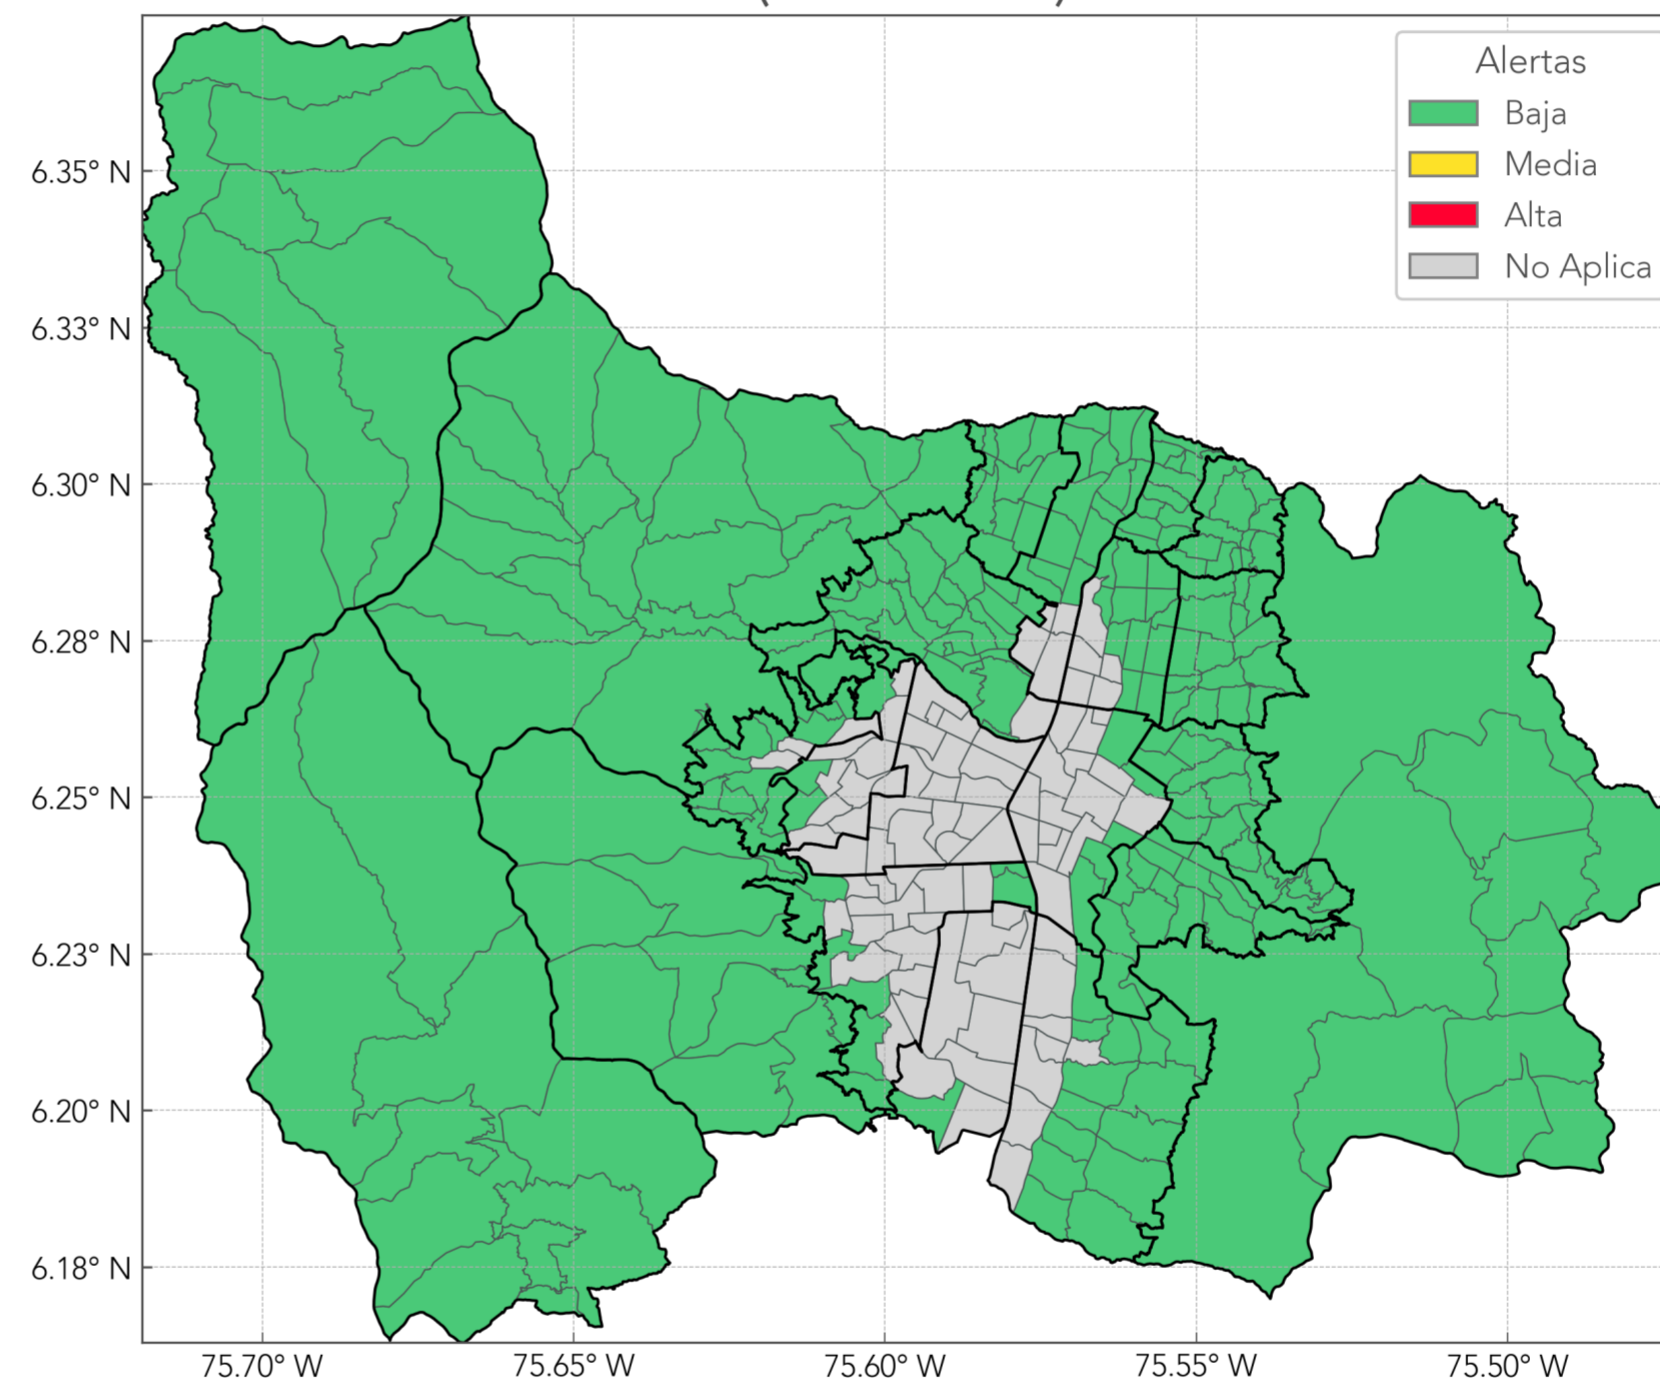 Alertas
Baja
Media
Alta
No Aplica
6.35° N
6.33° N
6.30° N
6.28° N
6.25° N
6.23° N
6.20° N
6.18° N
75.70° W 75.65° W 75.60° W 75.55° W 75.50° W